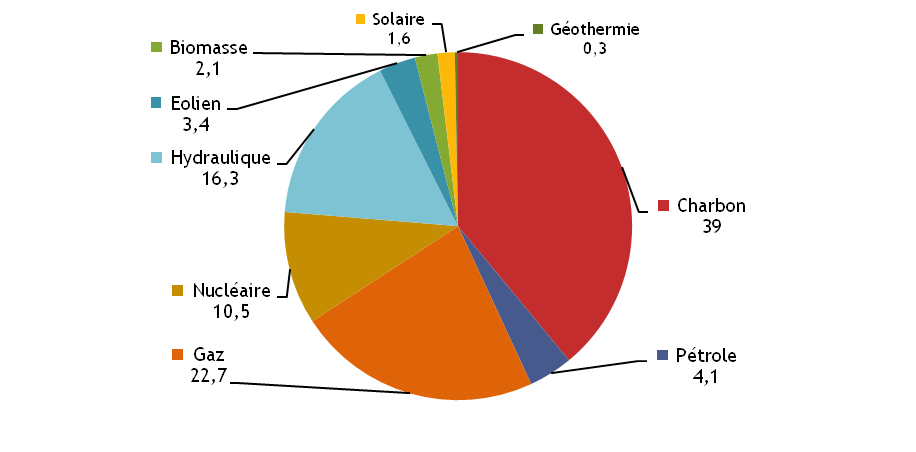 Solaire
1,6
Géothermie
0,3
Biomasse
2,1
Eolien
3,4
Hydraulique
16,3
Charbon
39
Nucléaire
10,5
Gaz
22,7
Pétrole
4,1